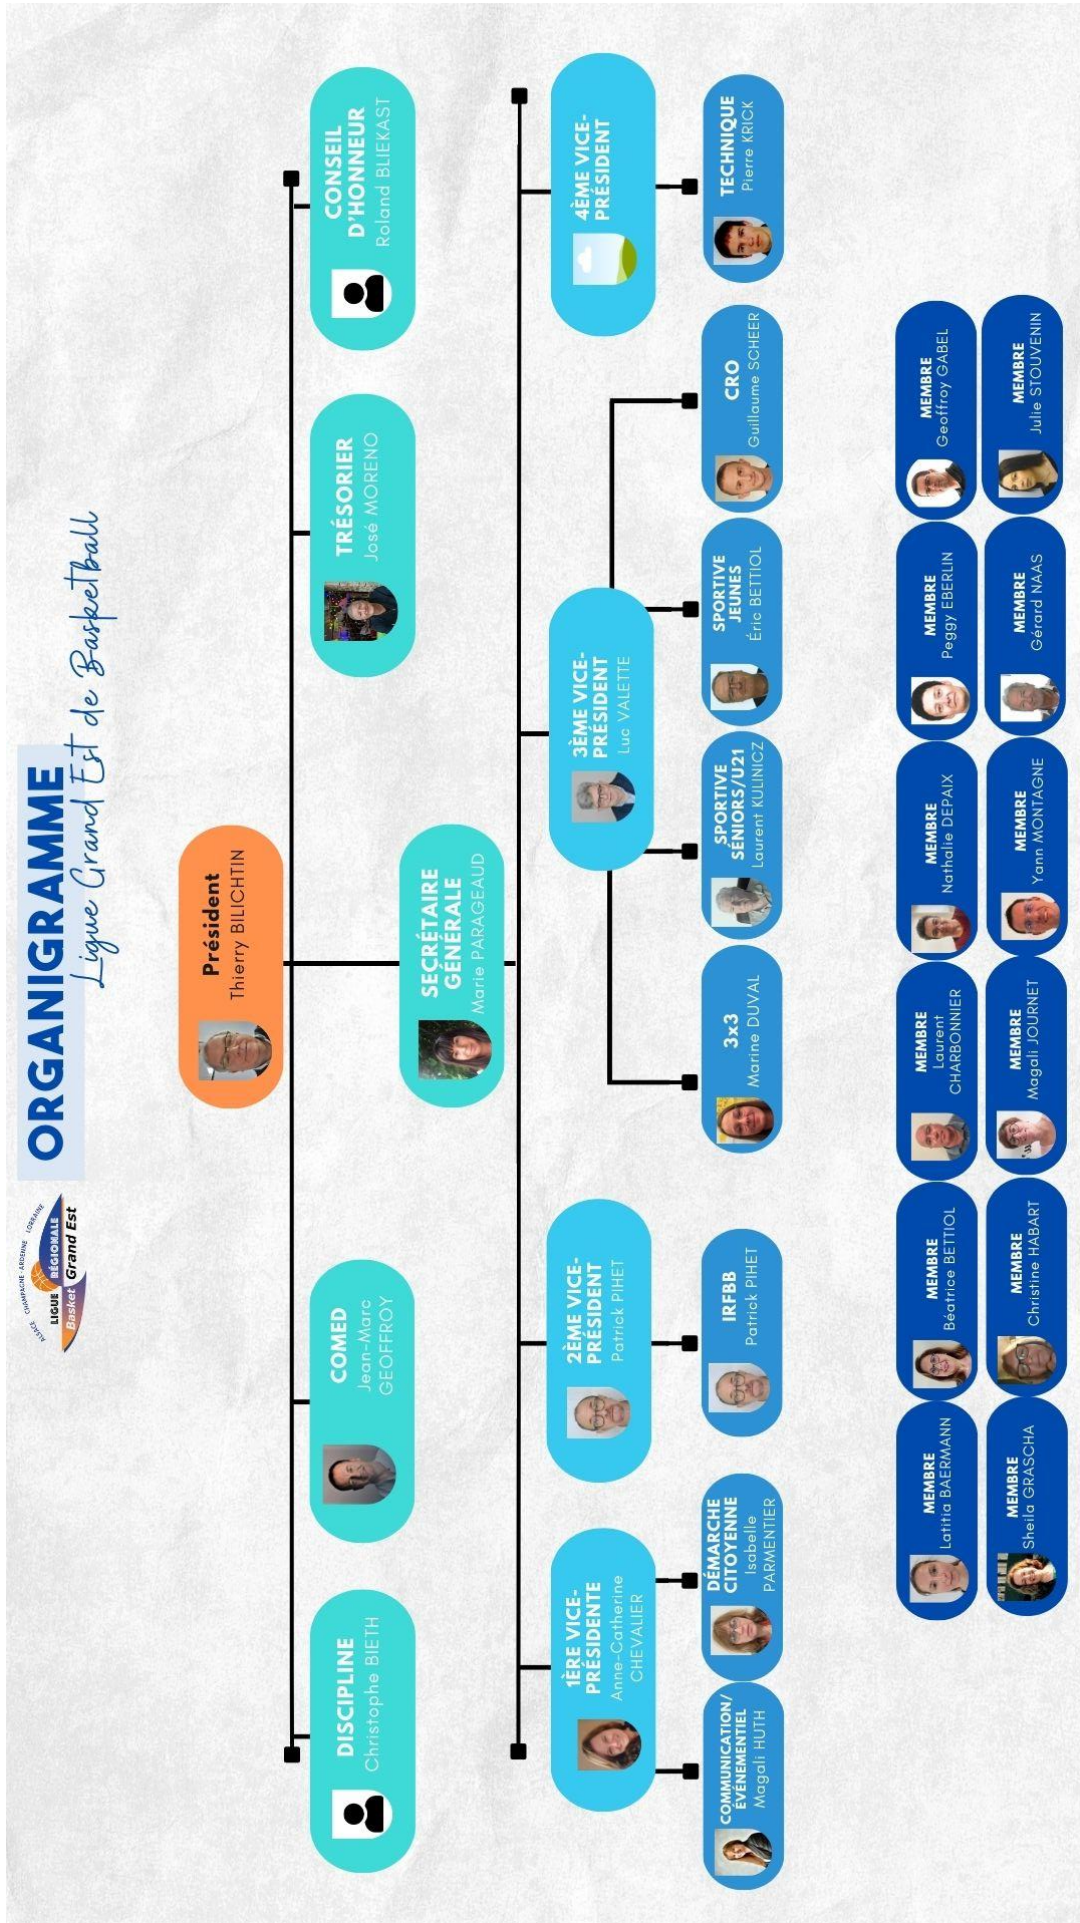 ALSACE CHAMPAGNE-ARDENNE LORRAINE
LIGUE RÉGIONALE
Basket Grand Est
ORGANIGRAMME
Ligue Grand Est de Basketball
Président
Thierry BILICHTIN
DISCIPLINE
Christophe BIETH
COMED
Jean-Marc
GEOFFROY
TRÉSORIER
José MORENO
CONSEIL
D'HONNEUR
Roland BLIEKAST
SECRÉTAIRE
GÉNÉRALE
Marie PARAGEAUD
1ÈRE VICE-
PRÉSIDENTE
Anne-Catherine
CHEVALIER
2ÈME VICE-
PRÉSIDENT
Patrick PIHET
3ÈME VICE-
PRÉSIDENT
Luc VALETTE
4ÈME VICE-
PRÉSIDENT
COMMUNICATION/
ÉVÉNEMENTIEL
Magali HUTH
DÉMARCHE
CITOYENNE
Isabelle
PARMENTIER
IRFBB
Patrick PIHET
3x3
Marine DUVAL
SPORTIVE
SÉNIORS/U21
Laurent KULINICZ
SPORTIVE
JEUNES
Éric BETTIOL
CRO
Guillaume SCHEER
TECHNIQUE
Pierre KRICK
MEMBRE
Latitia BAERMANN
MEMBRE
Béatrice BETTIOL
MEMBRE
Laurent
CHARBONNIER
MEMBRE
Nathalie DEPAIX
MEMBRE
Peggy EBERLIN
MEMBRE
Geoffroy GABEL
MEMBRE
Sheila GRASCHA
MEMBRE
Christine HABART
MEMBRE
Magali JOURNET
MEMBRE
Yann MONTAGNE
MEMBRE
Gérard NAAS
MEMBRE
Julie STOUVENIN